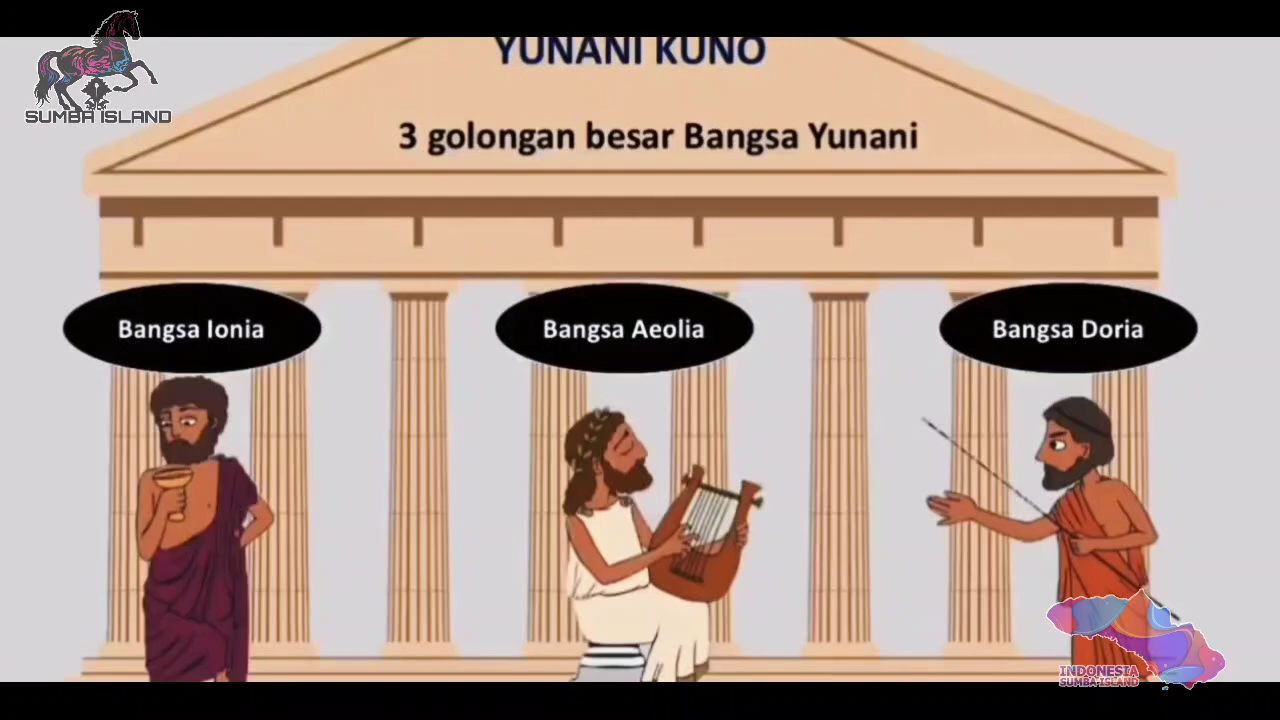 YUNANI KUNO
SUMBA ISLAND
3 golongan besar Bangsa Yunani
Bangsa Ionia
Bangsa Aeolia
Bangsa Doria
INDONESIA
SUMBA ISLAND